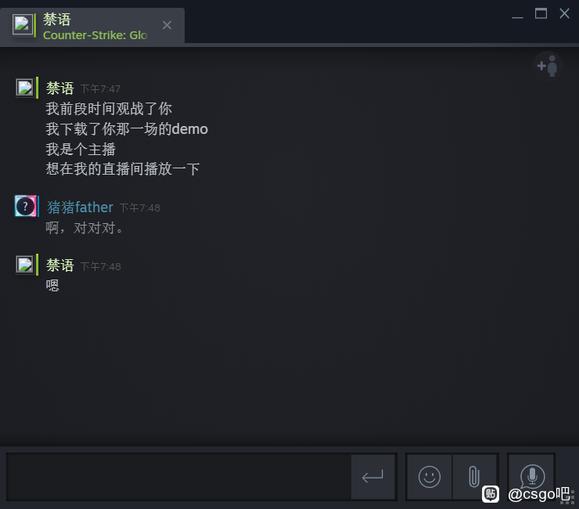 禁语
Counter-Strike: Glo
禁语 下午7:47
我前段时间观战了你
我下载了你那一场的demo
我是个主播
想在我的直播间播放一下
猪猪father 下午7:48
啊，对对对。
禁语 下午7:48
嗯
贴 @csgo吧